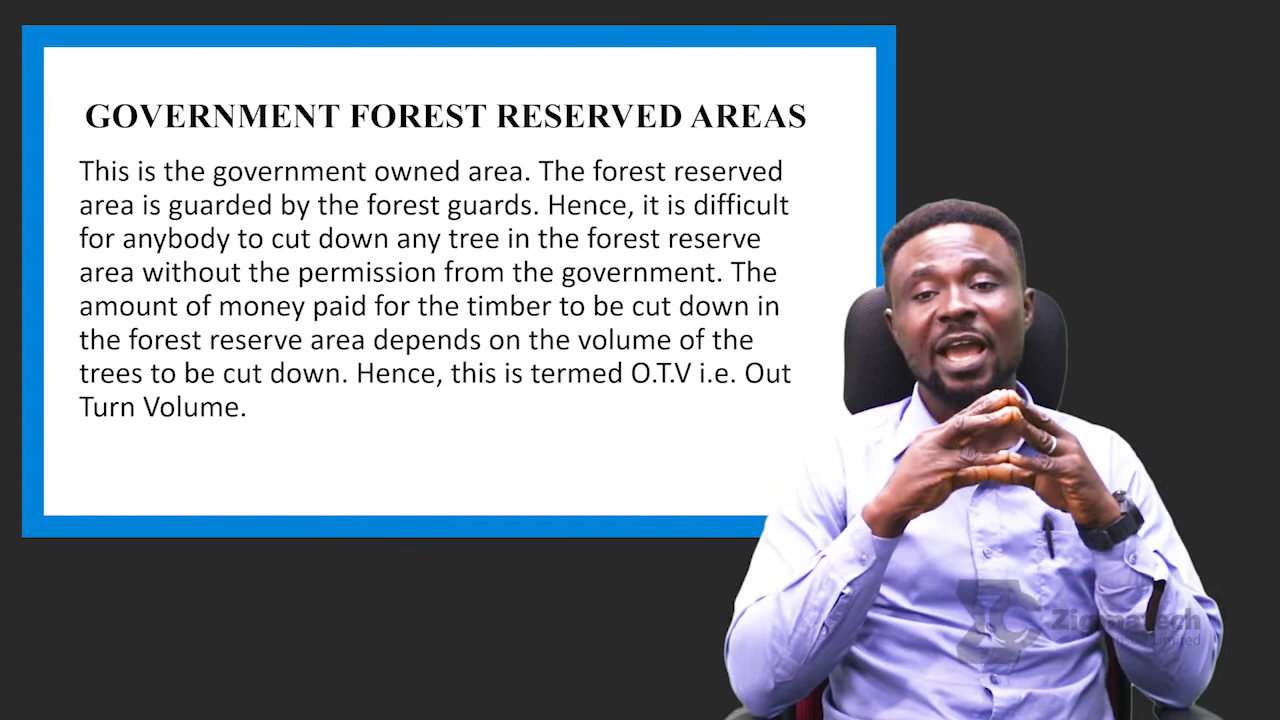 GOVERNMENT FOREST RESERVED AREAS
This is the government owned area. The forest reserved
area is guarded by the forest guards. Hence, it is difficult
for anybody to cut down any tree in the forest reserve
area without the permission from the government. The
amount of money paid for the timber to be cut down in
the forest reserve area depends on the volume of the
trees to be cut down. Hence, this is termed O.T.V i.e. Out
Turn Volume.